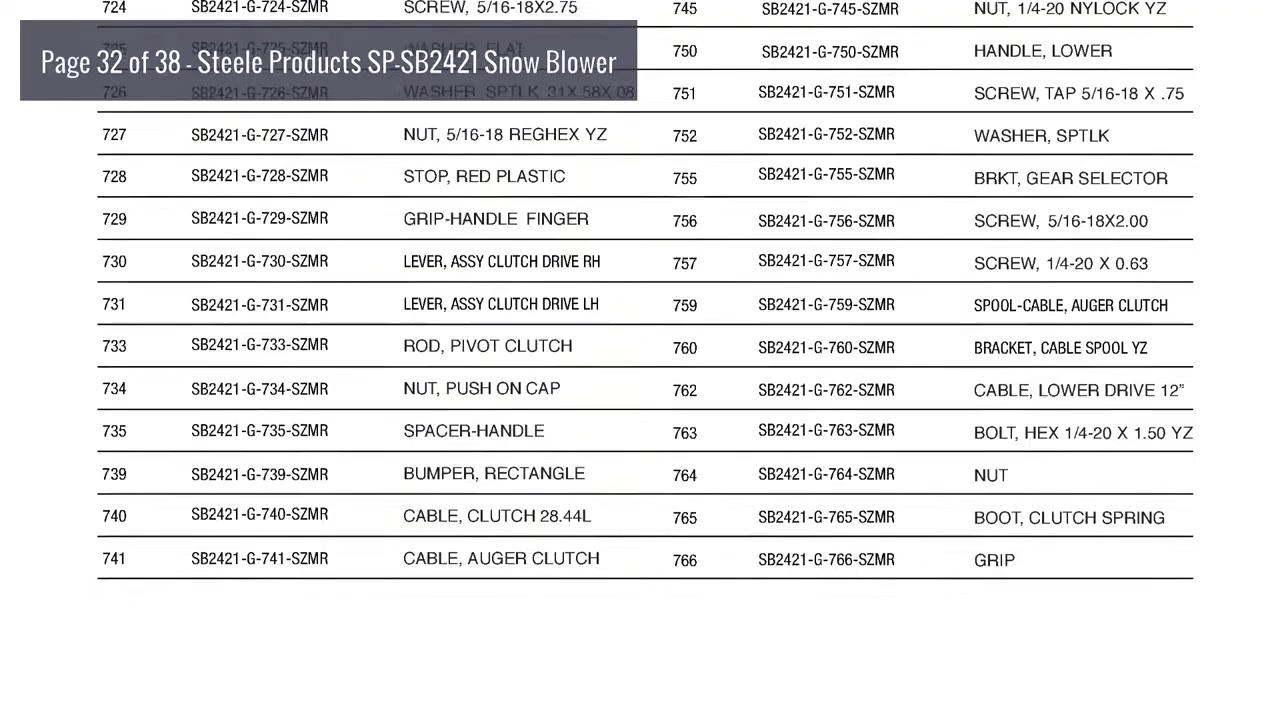 724 SB2421-G-724-SZMR SCREW, 5/16-18X2.75 745 SB2421-G-745-SZMR NUT, 1/4-20 NYLOCK YZ
725 SB2421-G-725-SZMR WASHER, FLAT 750 SB2421-G-750-SZMR HANDLE, LOWER
Page 32 of 38 - Steele Products SP-SB2421 Snow Blower
726 SB2421-G-726-SZMR WASHER SPTLK .31X.58X.08 751 SB2421-G-751-SZMR SCREW, TAP 5/16-18 X .75
727 SB2421-G-727-SZMR NUT, 5/16-18 REGHEX YZ 752 SB2421-G-752-SZMR WASHER, SPTLK
728 SB2421-G-728-SZMR STOP, RED PLASTIC 755 SB2421-G-755-SZMR BRKT, GEAR SELECTOR
729 SB2421-G-729-SZMR GRIP-HANDLE FINGER 756 SB2421-G-756-SZMR SCREW, 5/16-18X2.00
730 SB2421-G-730-SZMR LEVER, ASSY CLUTCH DRIVE RH 757 SB2421-G-757-SZMR SCREW, 1/4-20 X 0.63
731 SB2421-G-731-SZMR LEVER, ASSY CLUTCH DRIVE LH 759 SB2421-G-759-SZMR SPOOL-CABLE, AUGER CLUTCH
733 SB2421-G-733-SZMR ROD, PIVOT CLUTCH 760 SB2421-G-760-SZMR BRACKET, CABLE SPOOL YZ
734 SB2421-G-734-SZMR NUT, PUSH ON CAP 762 SB2421-G-762-SZMR CABLE, LOWER DRIVE 12”
735 SB2421-G-735-SZMR SPACER-HANDLE 763 SB2421-G-763-SZMR BOLT, HEX 1/4-20 X 1.50 YZ
739 SB2421-G-739-SZMR BUMPER, RECTANGLE 764 SB2421-G-764-SZMR NUT
740 SB2421-G-740-SZMR CABLE, CLUTCH 28.44L 765 SB2421-G-765-SZMR BOOT, CLUTCH SPRING
741 SB2421-G-741-SZMR CABLE, AUGER CLUTCH 766 SB2421-G-766-SZMR GRIP